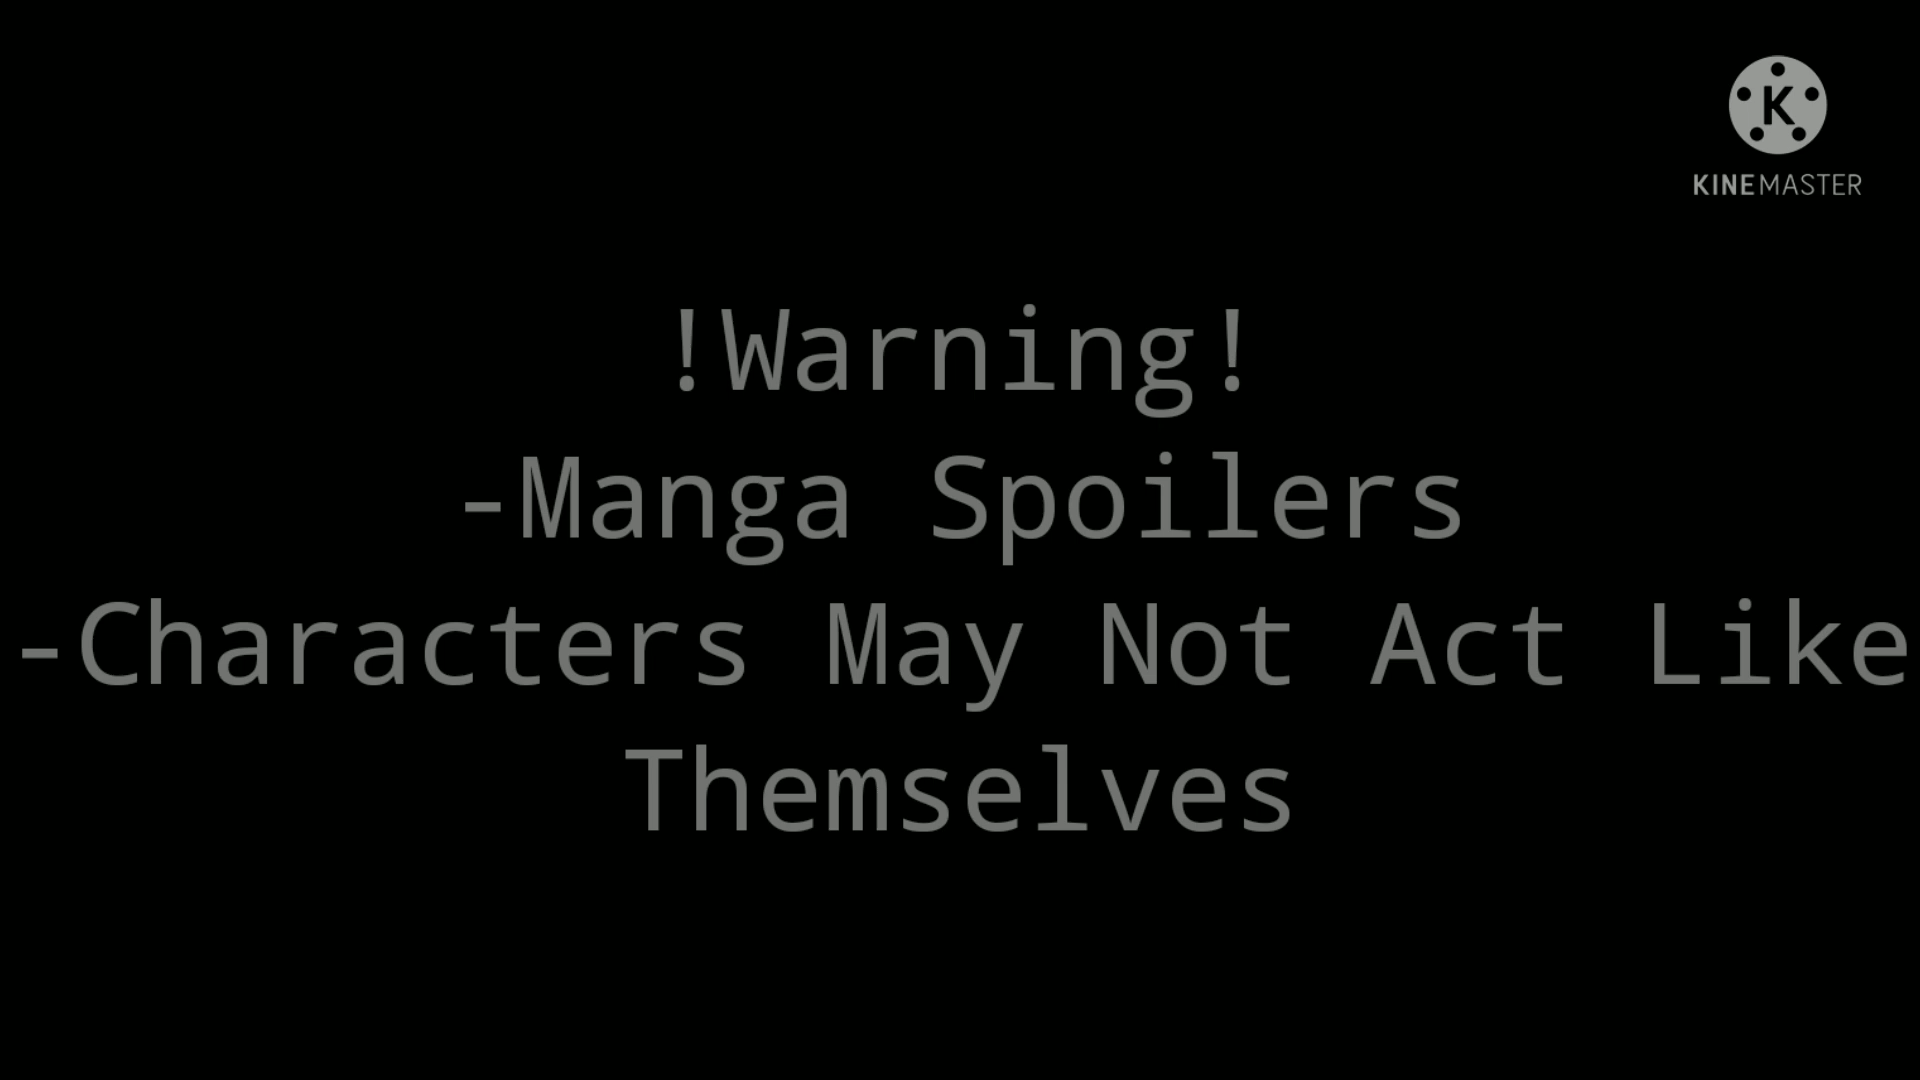 K
KINEMASTER
!Warning!
-Manga Spoilers
-Characters May Not Act Like
Themselves